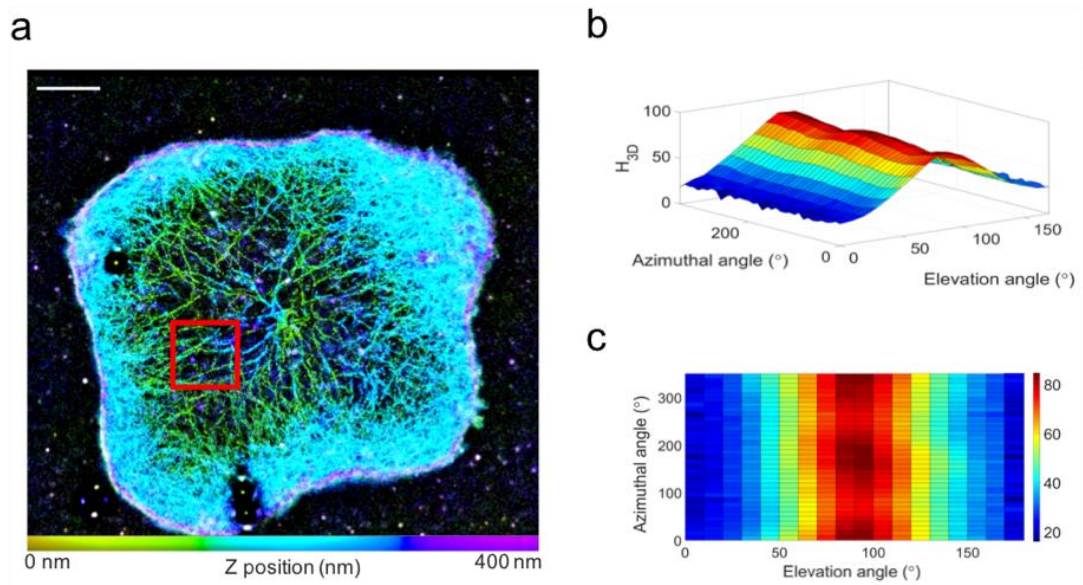 a
0 nm Z position (nm) 400 nm
b
100
50
0
H3D
200
0
Azimuthal angle (°)
0
50
100
150
Elevation angle (°)
c
300
200
100
0
Azimuthal angle (°)
0 50 100 150
Elevation angle (°)
80
60
40
20